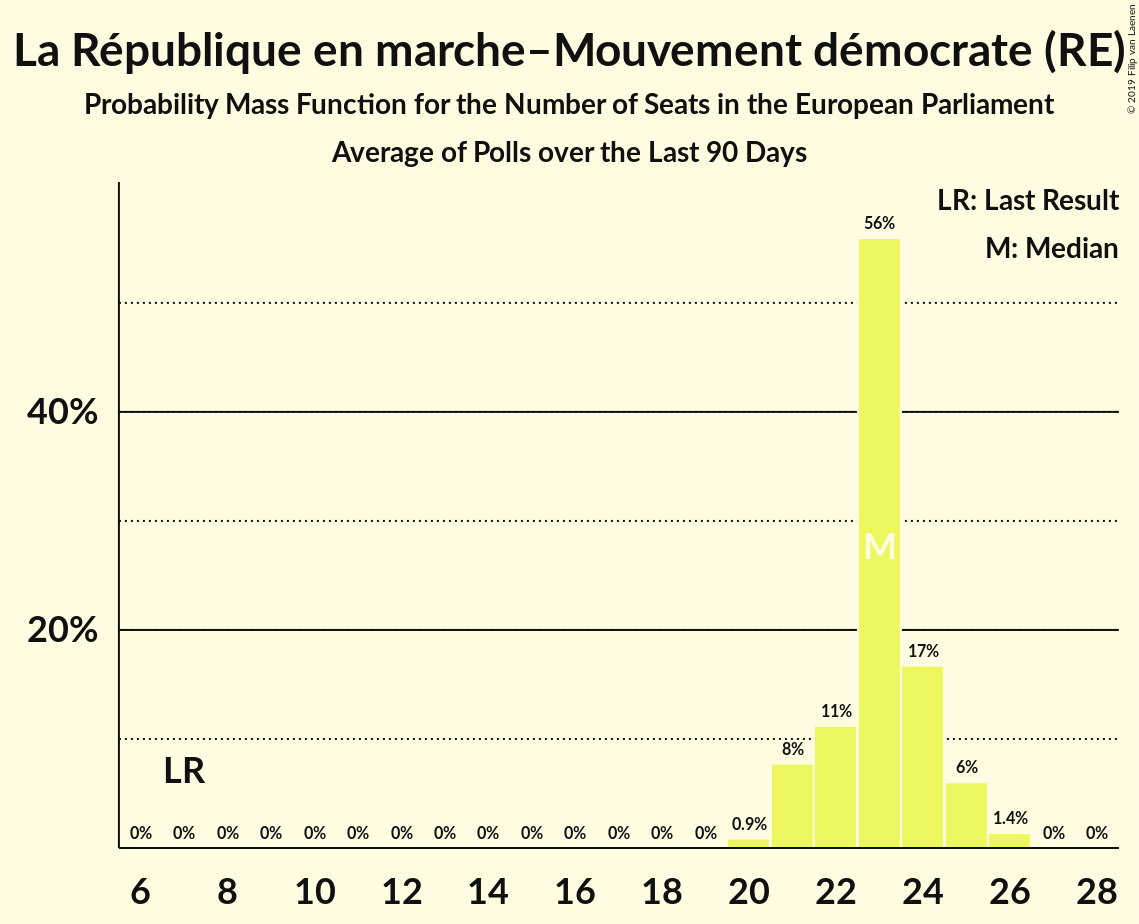 La République en marche–Mouvement démocrate (RE)
© 2019 Filip van Laenen
Probability Mass Function for the Number of Seats in the European Parliament
Average of Polls over the Last 90 Days
LR: Last Result
M: Median
56%
40%
M
20%
17%
11%
8%
6%
LR
0% 0% 0% 0% 0% 0% 0% 0% 0% 0% 0% 0% 0% 0% 0.9% 1.4% 0% 0%
6 8 10 12 14 16 18 20 22 24 26 28